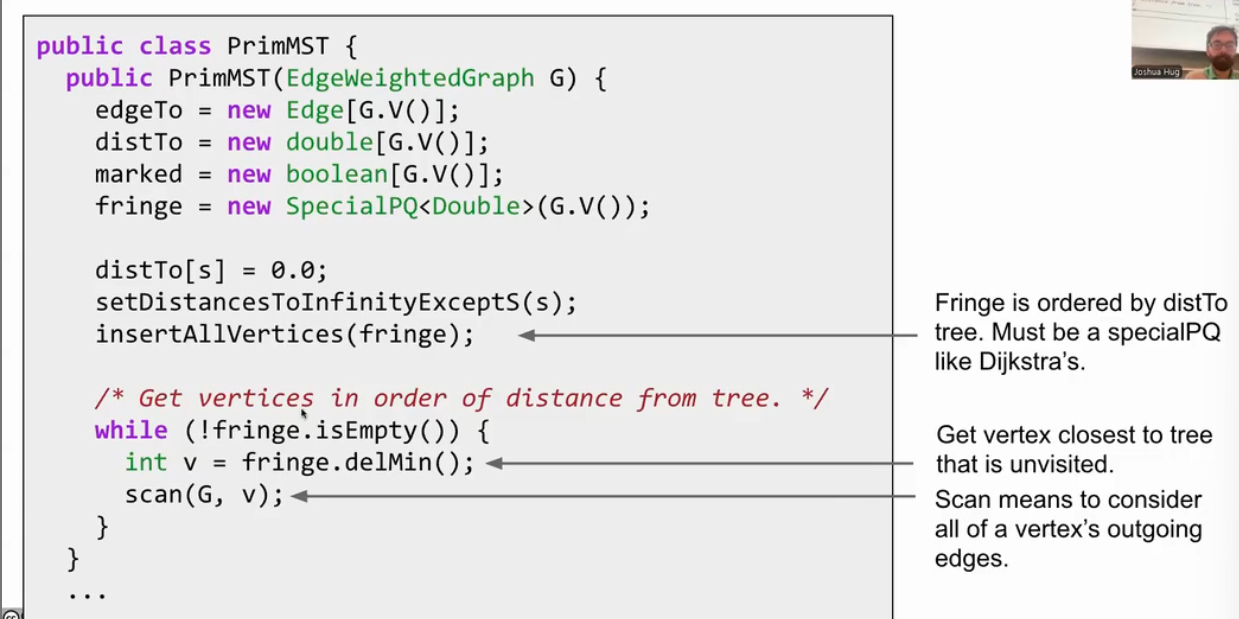 public class PrimMST {
public PrimMST(EdgeWeightedGraph G) {
edgeTo = new Edge[G.V()];
distTo = new double[G.V()];
marked = new boolean[G.V()];
fringe = new SpecialPQ<Double>(G.V());
distTo[s] = 0.0;
setDistancesToInfinityExceptS(s);
insertAllVertices(fringe);
/* Get vertices in order of distance from tree. */
while (!fringe.isEmpty()) {
int v = fringe.delMin();
scan(G, v);
}
}
...
Fringe is ordered by distTo
tree. Must be a specialPQ
like Dijkstra's.
Get vertex closest to tree
that is unvisited.
Scan means to consider
all of a vertex's outgoing
edges.
Joshua Hug